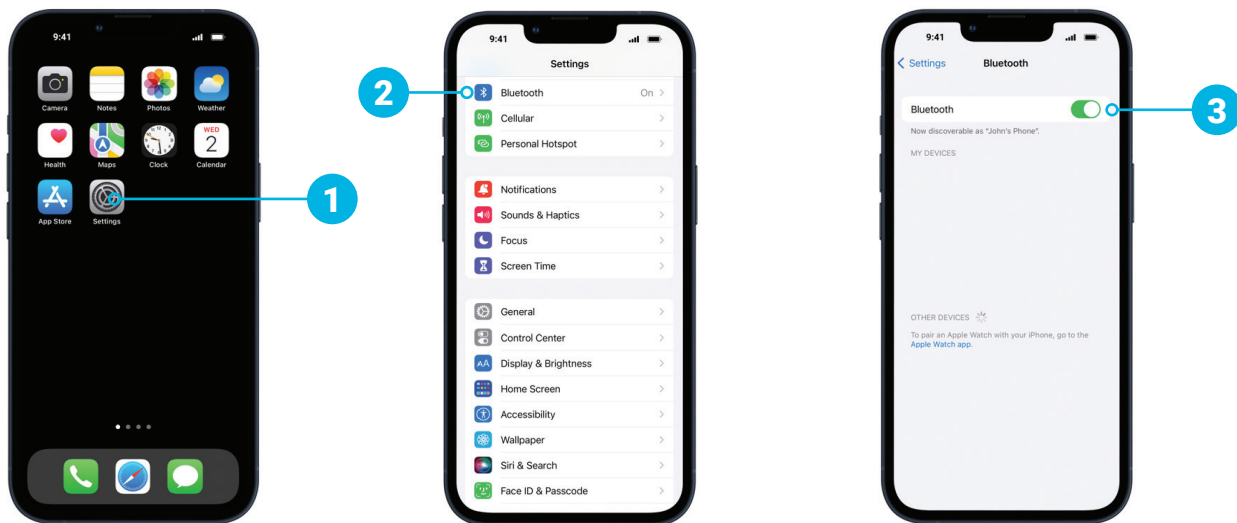 9:41
Camera Notes Photos Weather
WED
2
Health Maps Clock Calendar
App Store Settings
1
9:41
Settings
2
Bluetooth On
Cellular
Personal Hotspot
Notifications
Sounds & Haptics
Focus
Screen Time
General
Control Center
AA Display & Brightness
Home Screen
Accessibility
Wallpaper
Siri & Search
Face ID & Passcode
9:41
Settings Bluetooth
Bluetooth
3
Now discoverable as "John's Phone".
MY DEVICES
OTHER DEVICES
To pair an Apple Watch with your iPhone, go to the
Apple Watch app.